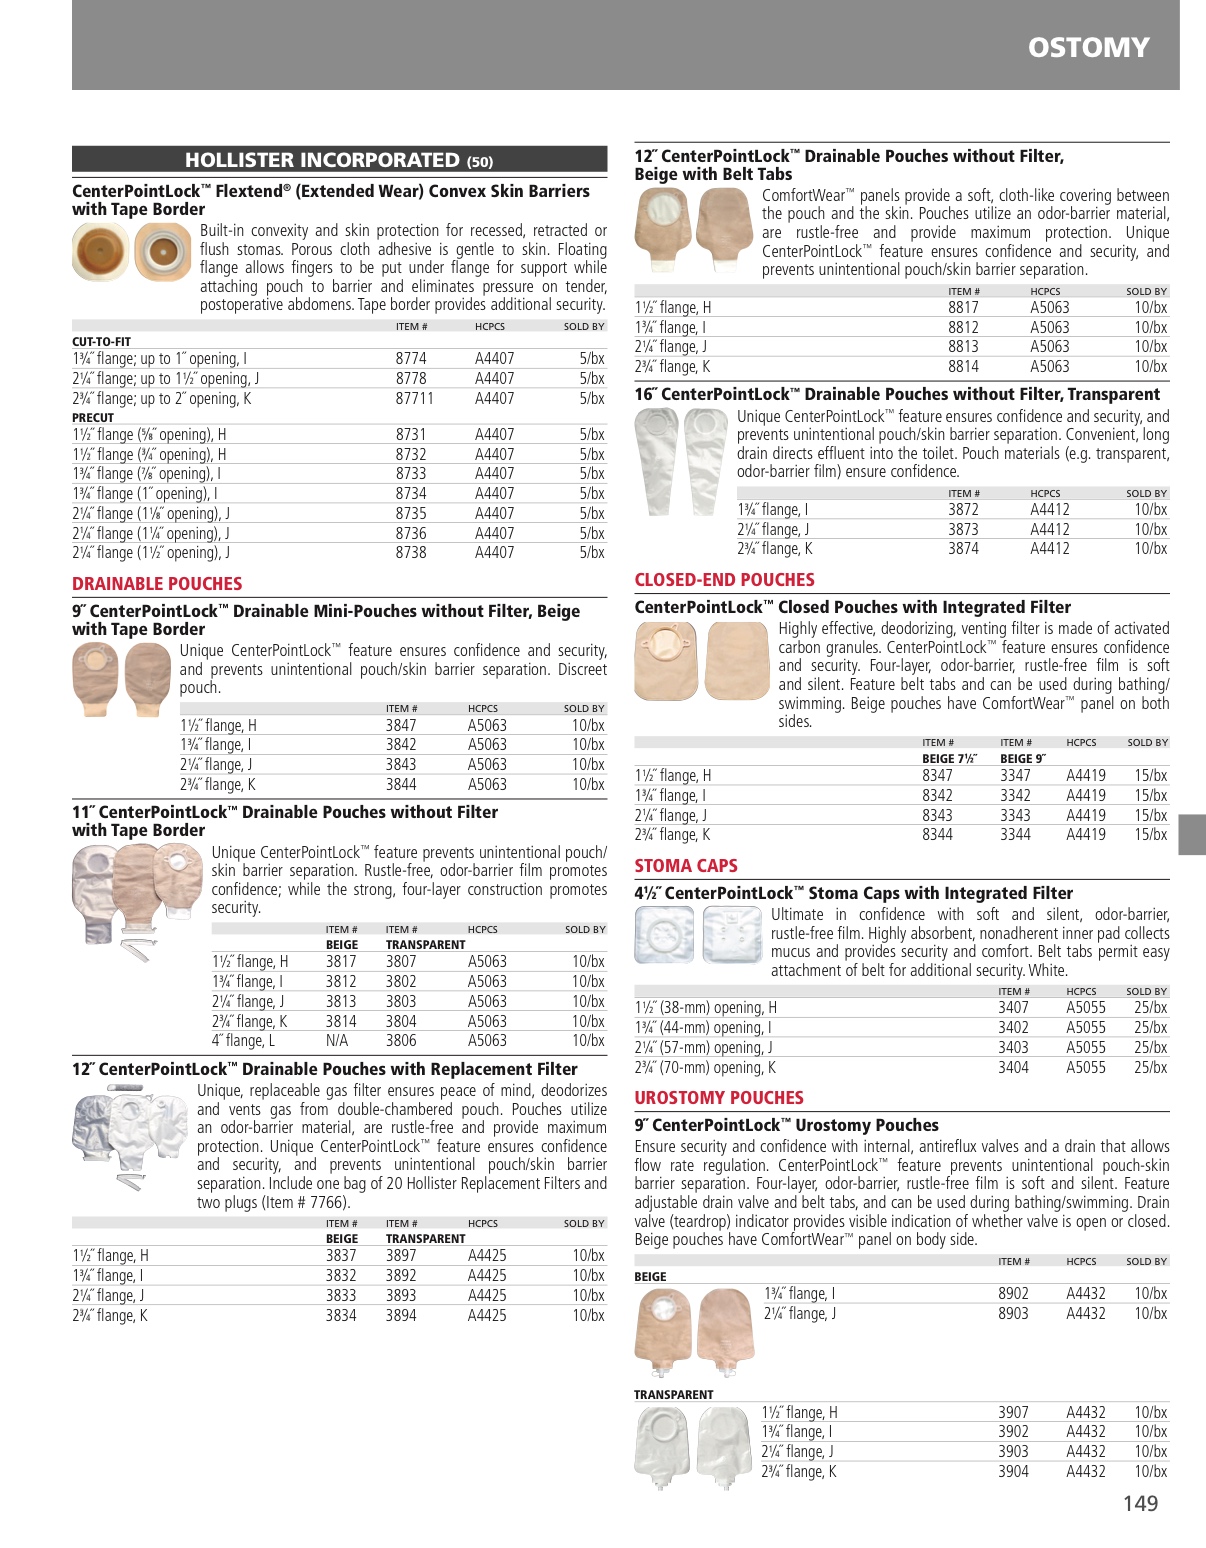 OSTOMY
HOLLISTER INCORPORATED (50)
CenterPointLock™ Flextend® (Extended Wear) Convex Skin Barriers
with Tape Border
Built-in convexity and skin protection for recessed, retracted or
flush stomas. Porous cloth adhesive is gentle to skin. Floating
flange allows fingers to be put under flange for support while
attaching pouch to barrier and eliminates pressure on tender,
postoperative abdomens. Tape border provides additional security.
ITEM # HCPCS SOLD BY
CUT-TO-FIT
1¾˝ flange; up to 1˝ opening, I 8774 A4407 5/bx
2¼˝ flange; up to 1½˝ opening, J 8778 A4407 5/bx
2¾˝ flange; up to 2˝ opening, K 87711 A4407 5/bx
PRECUT
1½˝ flange (⅝˝ opening), H 8731 A4407 5/bx
1½˝ flange (¾˝ opening), H 8732 A4407 5/bx
1¾˝ flange (⅞˝ opening), I 8733 A4407 5/bx
1¾˝ flange (1˝ opening), I 8734 A4407 5/bx
2¼˝ flange (1⅛˝ opening), J 8735 A4407 5/bx
2¼˝ flange (1¼˝ opening), J 8736 A4407 5/bx
2¼˝ flange (1½˝ opening), J 8738 A4407 5/bx
DRAINABLE POUCHES
9˝ CenterPointLock™ Drainable Mini-Pouches without Filter, Beige
with Tape Border
Unique CenterPointLock™ feature ensures confidence and security,
and prevents unintentional pouch/skin barrier separation. Discreet
pouch.
ITEM # HCPCS SOLD BY
1½˝ flange, H 3847 A5063 10/bx
1¾˝ flange, I 3842 A5063 10/bx
2¼˝ flange, J 3843 A5063 10/bx
2¾˝ flange, K 3844 A5063 10/bx
11˝ CenterPointLock™ Drainable Pouches without Filter
with Tape Border
Unique CenterPointLock™ feature prevents unintentional pouch/
skin barrier separation. Rustle-free, odor-barrier film promotes
confidence; while the strong, four-layer construction promotes
security.
ITEM # ITEM # HCPCS SOLD BY
BEIGE TRANSPARENT
1½˝ flange, H 3817 3807 A5063 10/bx
1¾˝ flange, I 3812 3802 A5063 10/bx
2¼˝ flange, J 3813 3803 A5063 10/bx
2¾˝ flange, K 3814 3804 A5063 10/bx
4˝ flange, L N/A 3806 A5063 10/bx
12˝ CenterPointLock™ Drainable Pouches with Replacement Filter
Unique, replaceable gas filter ensures peace of mind, deodorizes
and vents gas from double-chambered pouch. Pouches utilize
an odor-barrier material, are rustle-free and provide maximum
protection. Unique CenterPointLock™ feature ensures confidence
and security, and prevents unintentional pouch/skin barrier
separation. Include one bag of 20 Hollister Replacement Filters and
two plugs (Item # 7766).
ITEM # ITEM # HCPCS SOLD BY
BEIGE TRANSPARENT
1½˝ flange, H 3837 3897 A4425 10/bx
1¾˝ flange, I 3832 3892 A4425 10/bx
2¼˝ flange, J 3833 3893 A4425 10/bx
2¾˝ flange, K 3834 3894 A4425 10/bx
12˝ CenterPointLock™ Drainable Pouches without Filter,
Beige with Belt Tabs
ComfortWear™ panels provide a soft, cloth-like covering between
the pouch and the skin. Pouches utilize an odor-barrier material,
are rustle-free and provide maximum protection. Unique
CenterPointLock™ feature ensures confidence and security, and
prevents unintentional pouch/skin barrier separation.
ITEM # HCPCS SOLD BY
1½˝ flange, H 8817 A5063 10/bx
1¾˝ flange, I 8812 A5063 10/bx
2¼˝ flange, J 8813 A5063 10/bx
2¾˝ flange, K 8814 A5063 10/bx
16˝ CenterPointLock™ Drainable Pouches without Filter, Transparent
Unique CenterPointLock™ feature ensures confidence and security, and
prevents unintentional pouch/skin barrier separation. Convenient, long
drain directs effluent into the toilet. Pouch materials (e.g. transparent,
odor-barrier film) ensure confidence.
ITEM # HCPCS SOLD BY
1¾˝ flange, I 3872 A4412 10/bx
2¼˝ flange, J 3873 A4412 10/bx
2¾˝ flange, K 3874 A4412 10/bx
CLOSED-END POUCHES
CenterPointLock™ Closed Pouches with Integrated Filter
Highly effective, deodorizing, venting filter is made of activated
carbon granules. CenterPointLock™ feature ensures confidence
and security. Four-layer, odor-barrier, rustle-free film is soft
and silent. Feature belt tabs and can be used during bathing/
swimming. Beige pouches have ComfortWear™ panel on both
sides.
ITEM # ITEM # HCPCS SOLD BY
BEIGE 7½˝ BEIGE 9˝
1½˝ flange, H 8347 3347 A4419 15/bx
1¾˝ flange, I 8342 3342 A4419 15/bx
2¼˝ flange, J 8343 3343 A4419 15/bx
2¾˝ flange, K 8344 3344 A4419 15/bx
STOMA CAPS
4½˝ CenterPointLock™ Stoma Caps with Integrated Filter
Ultimate in confidence with soft and silent, odor-barrier,
rustle-free film. Highly absorbent, nonadherent inner pad collects
mucus and provides security and comfort. Belt tabs permit easy
attachment of belt for additional security. White.
ITEM # HCPCS SOLD BY
1½˝ (38-mm) opening, H 3407 A5055 25/bx
1¾˝ (44-mm) opening, I 3402 A5055 25/bx
2¼˝ (57-mm) opening, J 3403 A5055 25/bx
2¾˝ (70-mm) opening, K 3404 A5055 25/bx
UROSTOMY POUCHES
9˝ CenterPointLock™ Urostomy Pouches
Ensure security and confidence with internal, antireflux valves and a drain that allows
flow rate regulation. CenterPointLock™ feature prevents unintentional pouch-skin
barrier separation. Four-layer, odor-barrier, rustle-free film is soft and silent. Feature
adjustable drain valve and belt tabs, and can be used during bathing/swimming. Drain
valve (teardrop) indicator provides visible indication of whether valve is open or closed.
Beige pouches have ComfortWear™ panel on body side.
ITEM # HCPCS SOLD BY
BEIGE
1¾˝ flange, I 8902 A4432 10/bx
2¼˝ flange, J 8903 A4432 10/bx
TRANSPARENT
1½˝ flange, H 3907 A4432 10/bx
1¾˝ flange, I 3902 A4432 10/bx
2¼˝ flange, J 3903 A4432 10/bx
2¾˝ flange, K 3904 A4432 10/bx
149